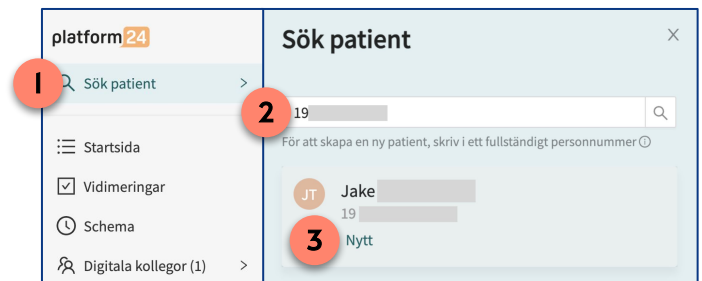 platform24
1
Sök patient >
Startsida
Vidimeringar
Schema
Digitala kollegor (1) >
Sök patient X
2
19
För att skapa en ny patient, skriv i ett fullständigt personnummer
JT Jake
19
3
Nytt